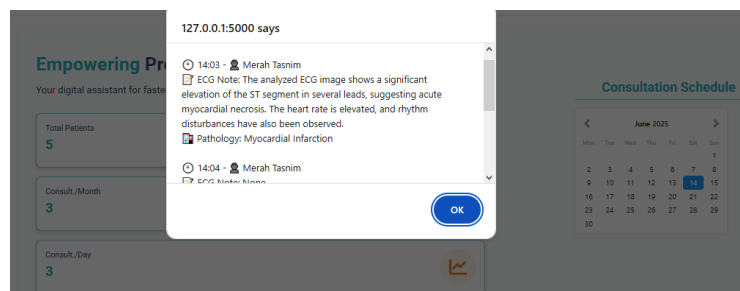 127.0.0.1:5000 says
🕙 14:03 - 👤 Merah Tasnim
📝 ECG Note: The analyzed ECG image shows a significant
elevation of the ST segment in several leads, suggesting acute
myocardial necrosis. The heart rate is elevated, and rhythm
disturbances have also been observed.
🏥 Pathology: Myocardial Infarction
🕙 14:04 - 👤 Merah Tasnim
ECG Note: None
OK
Empowering Pr
Your digital assistant for faste
Total Patients
5
Consult./Month
3
Consult./Day
3
Consultation Schedule
June 2025
Mon Tue Wed Thu Fri Sat Sun
1
2 3 4 5 6 7 8
9 10 11 12 13 14 15
16 17 18 19 20 21 22
23 24 25 26 27 28 29
30